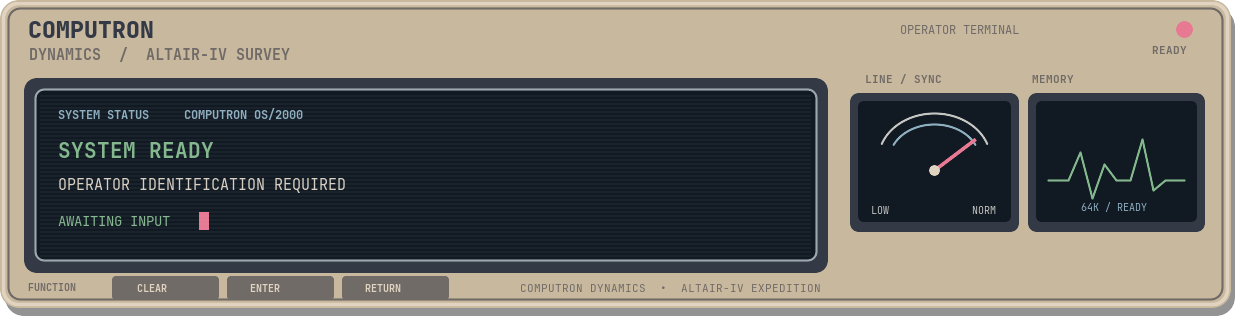 COMPUTRON
DYNAMICS / ALTAIR-IV SURVEY
OPERATOR TERMINAL
READY
LINE / SYNC
MEMORY
SYSTEM STATUS
COMPUTRON OS/2000
SYSTEM READY
OPERATOR IDENTIFICATION REQUIRED
AWAITING INPUT
LOW
NORM
64K / READY
FUNCTION
CLEAR
ENTER
RETURN
COMPUTRON DYNAMICS • ALTAIR-IV EXPEDITION